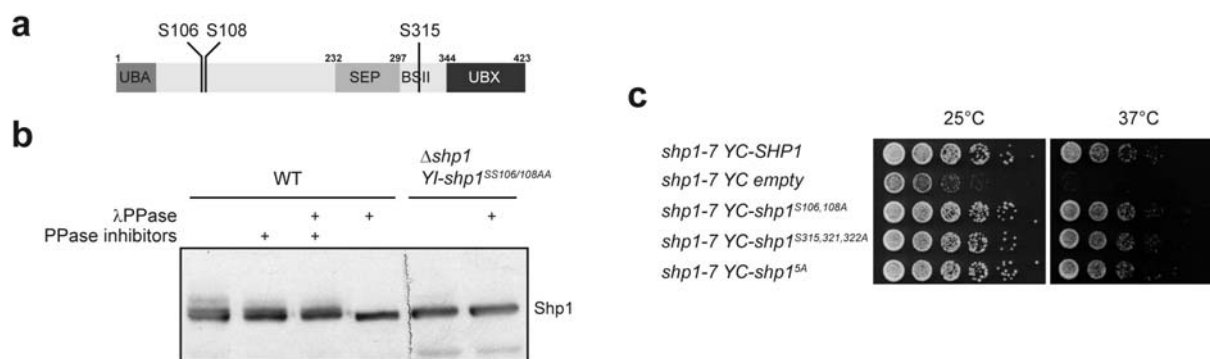 a
S106 S108 S315
1 232 297 344 423
UBA SEP BSII UBX
b
WT Δshp1
YI-shp1SS106/108AA
λPPase + + +
PPase inhibitors + +
Shp1
c
25°C 37°C
shp1-7 YC-SHP1
shp1-7 YC empty
shp1-7 YC-shp1S106,108A
shp1-7 YC-shp1S315,321,322A
shp1-7 YC-shp15A